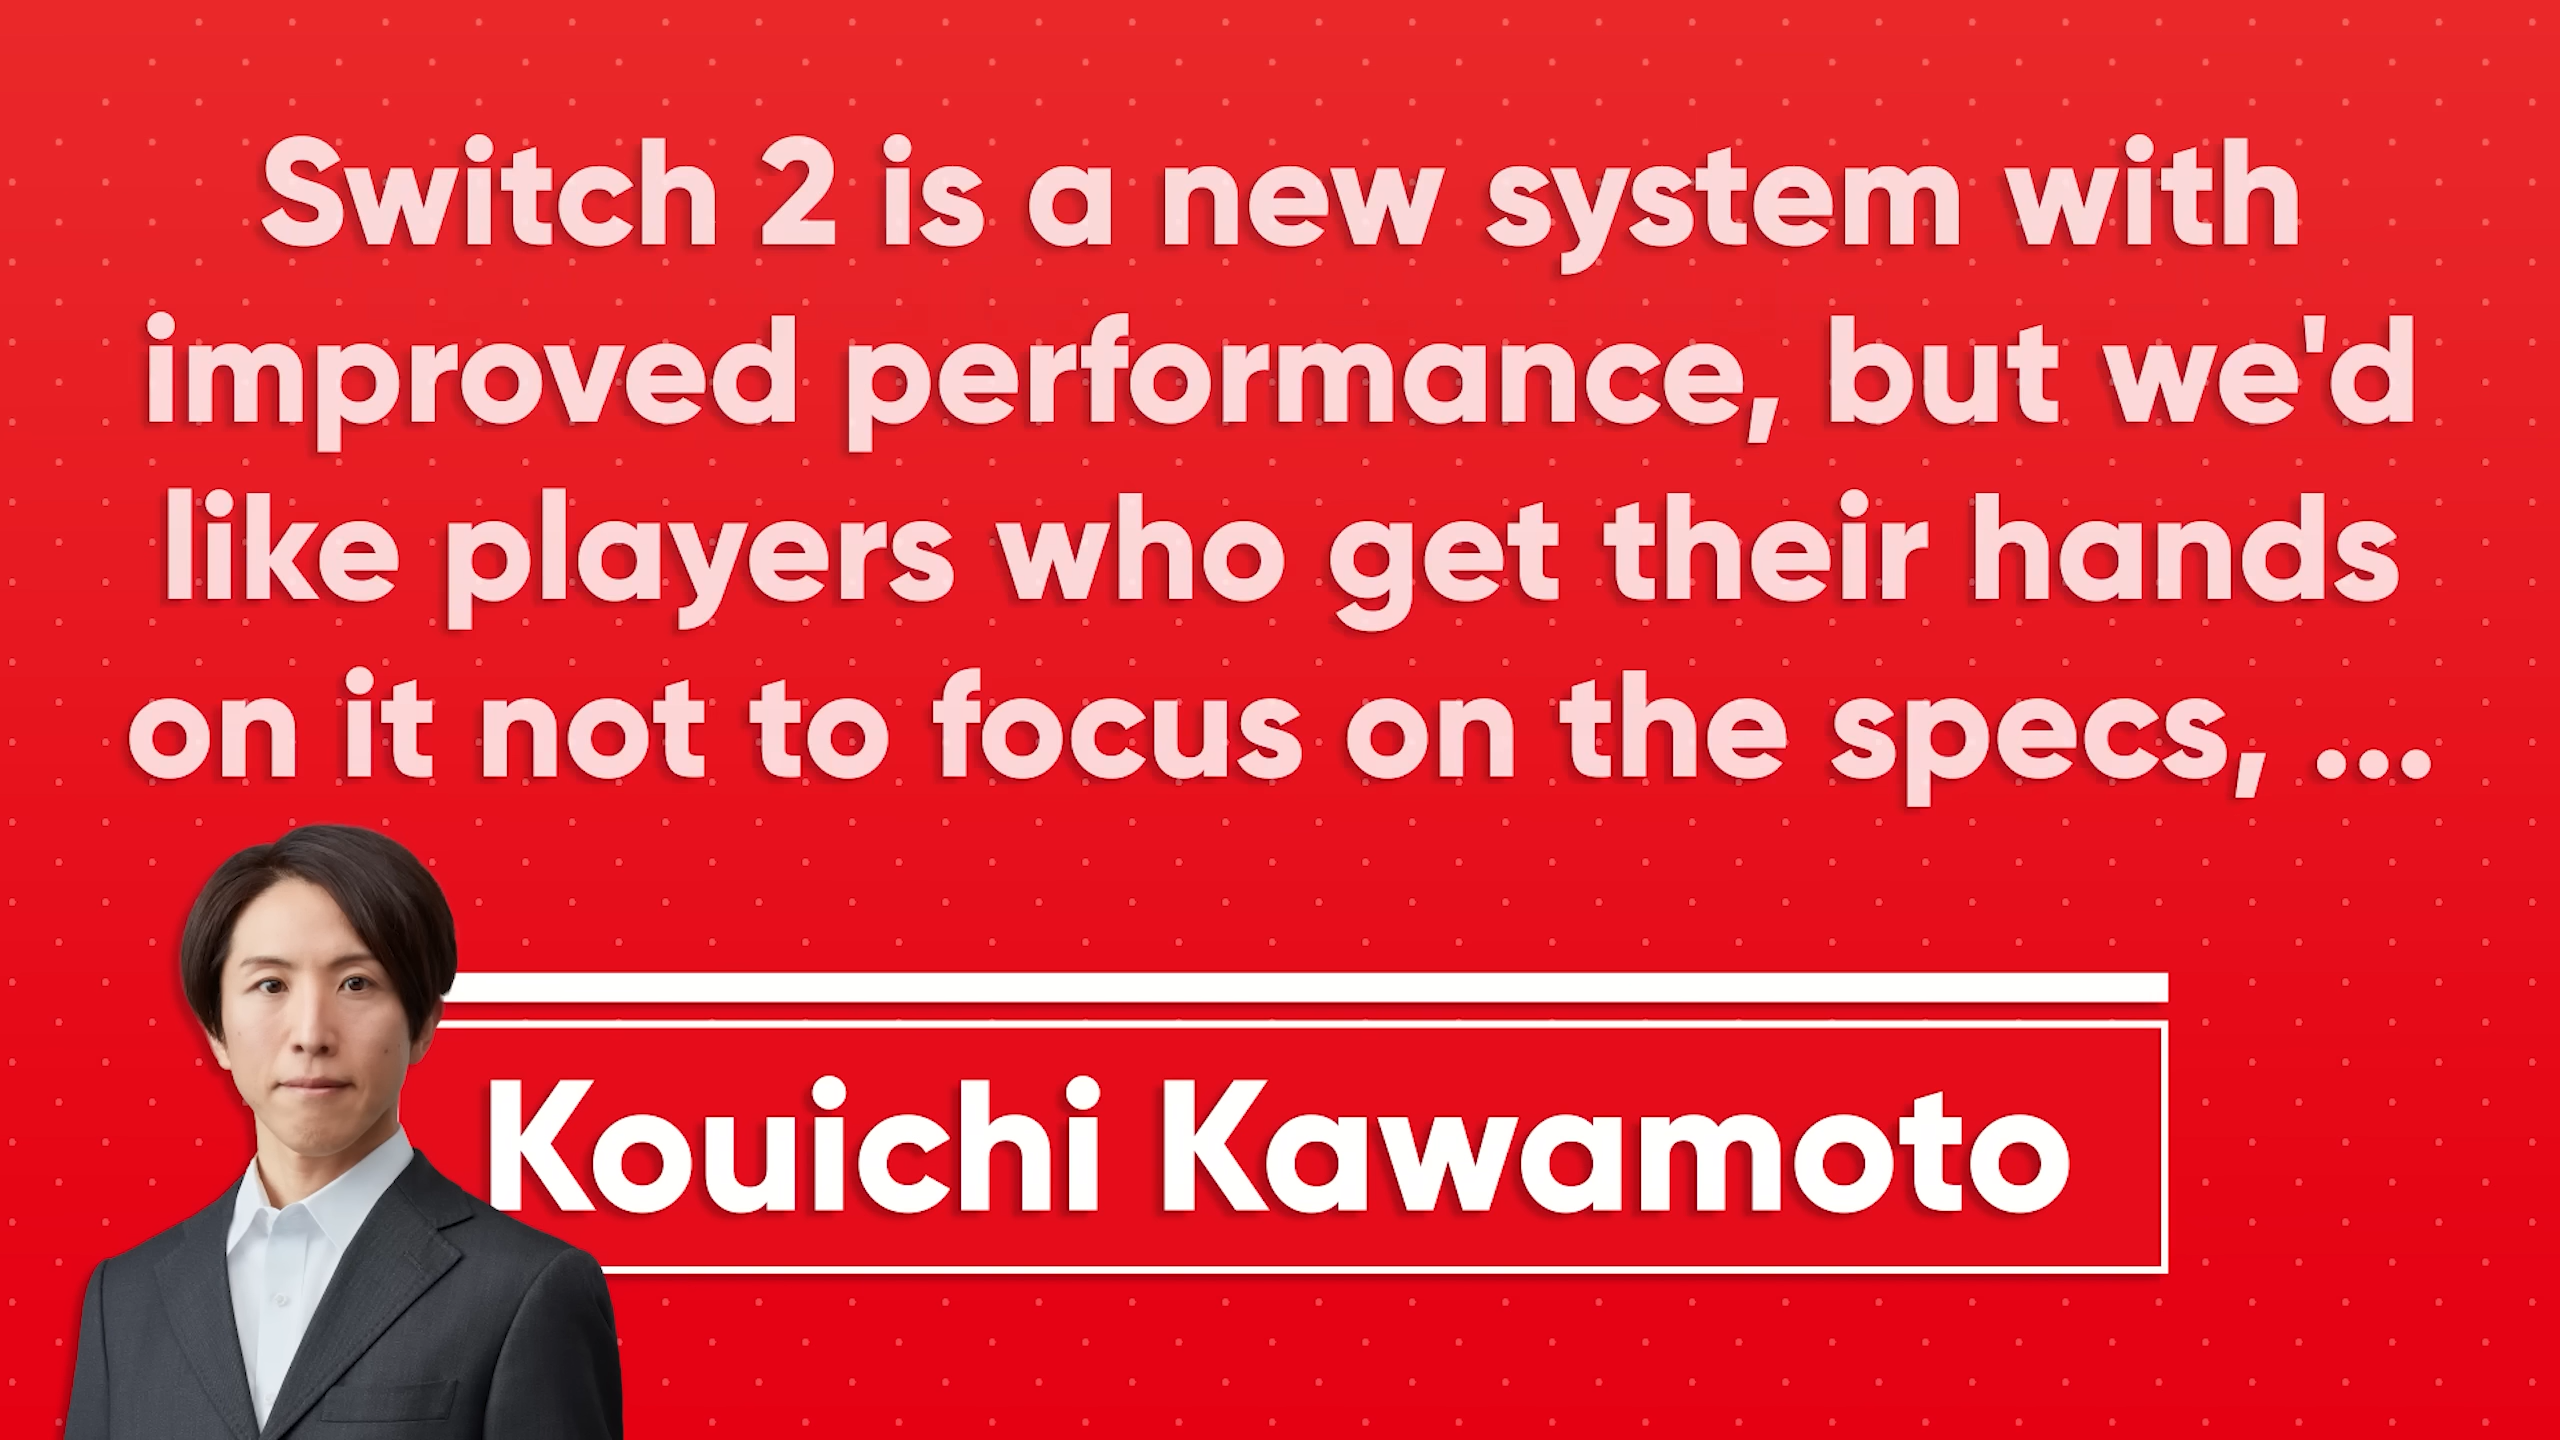 Switch 2 is a new system with
improved performance, but we'd
like players who get their hands
on it not to focus on the specs, ...
Kouichi Kawamoto